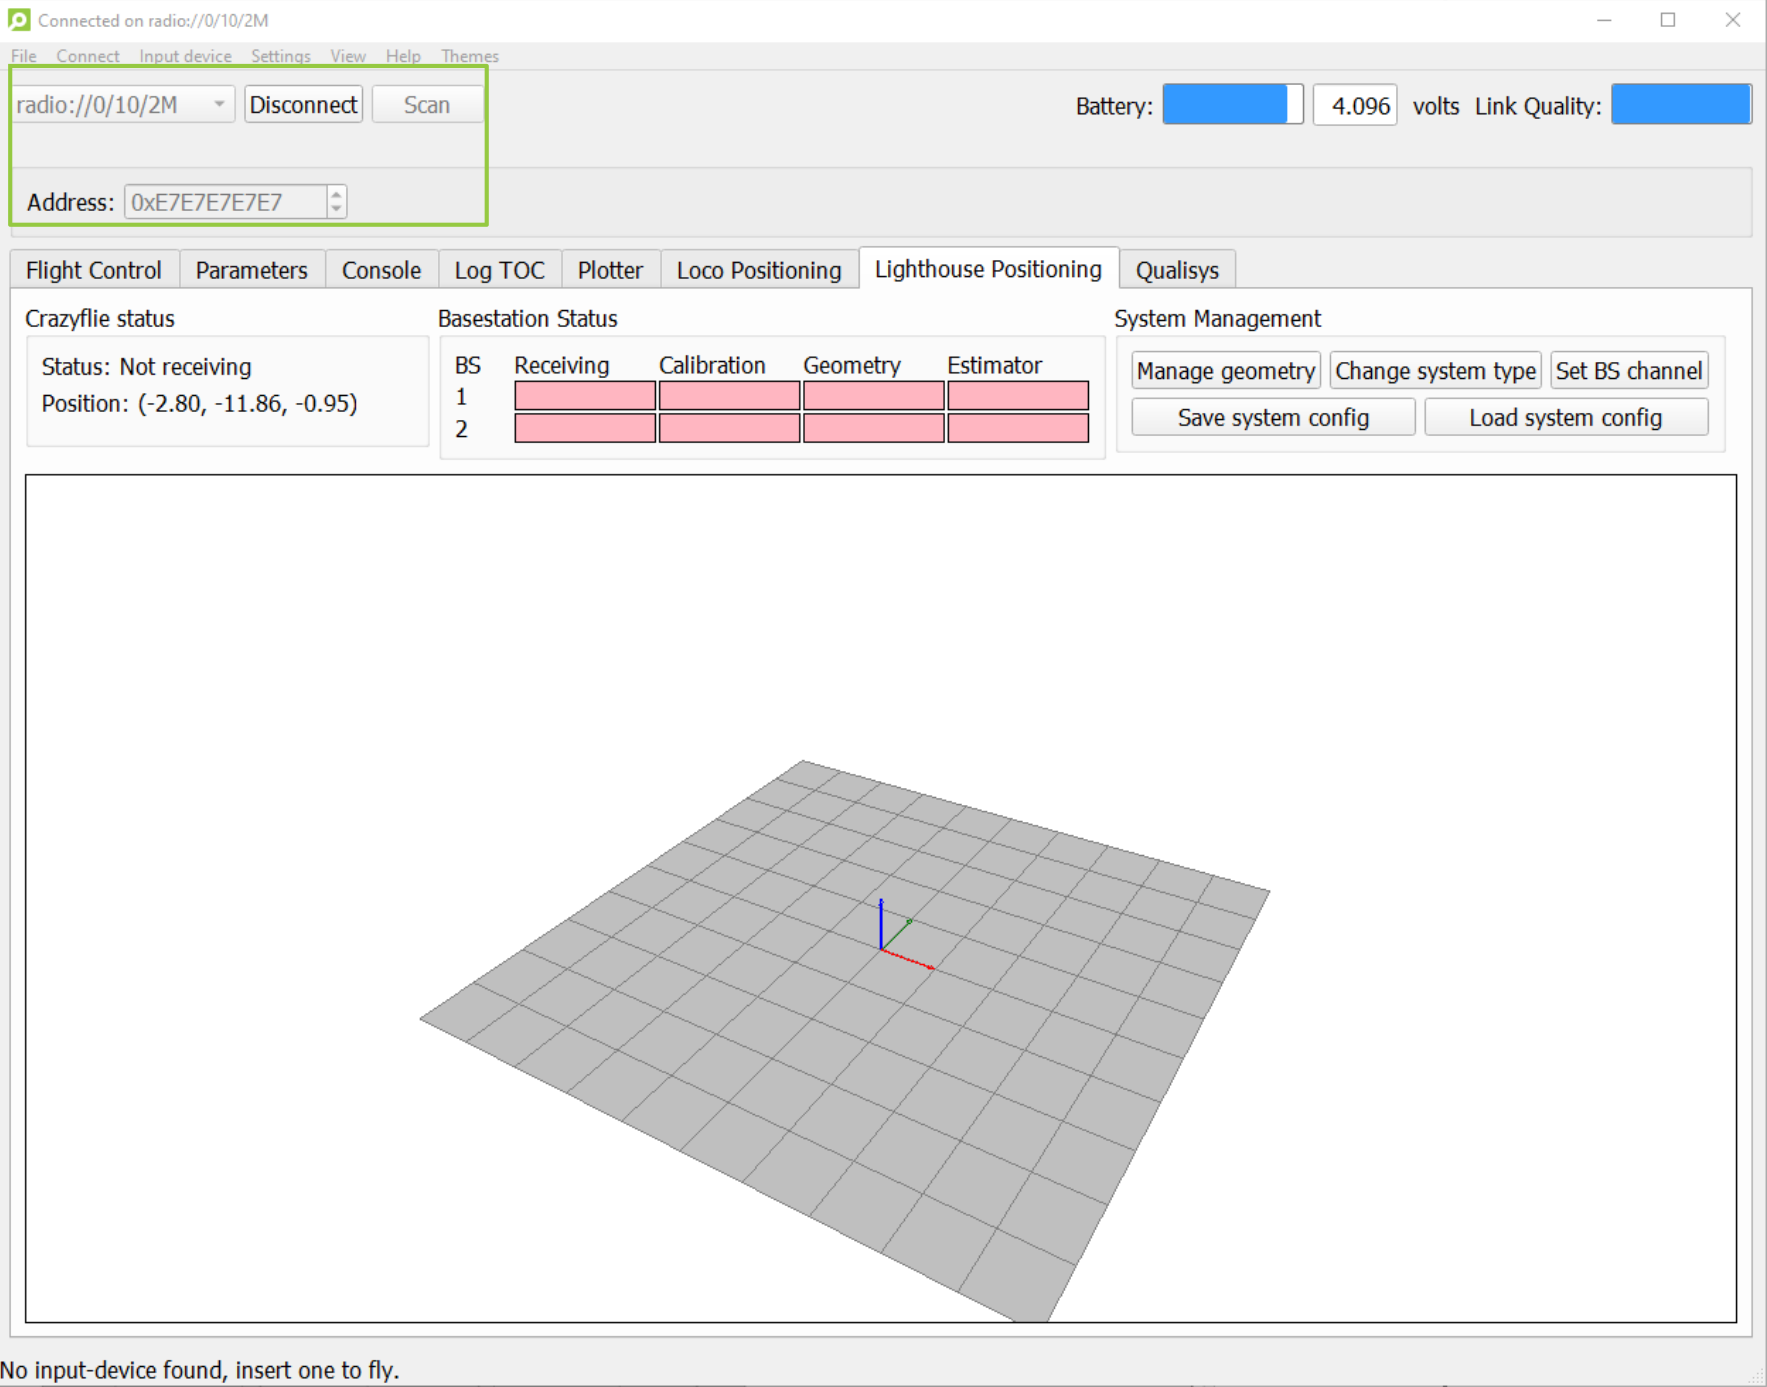 Connected on radio://0/10/2M
File Connect Input device Settings View Help Themes
radio://0/10/2M Disconnect Scan Battery: 4.096 volts Link Quality:
Address: 0xE7E7E7E7E7
Flight Control Parameters Console Log TOC Plotter Loco Positioning Lighthouse Positioning Qualisys
Crazyflie status Basestation Status System Management
Status: Not receiving BS Receiving Calibration Geometry Estimator Manage geometry Change system type Set BS channel
Position: (-2.80, -11.86, -0.95) 1
2 Save system config Load system config
No input-device found, insert one to fly.